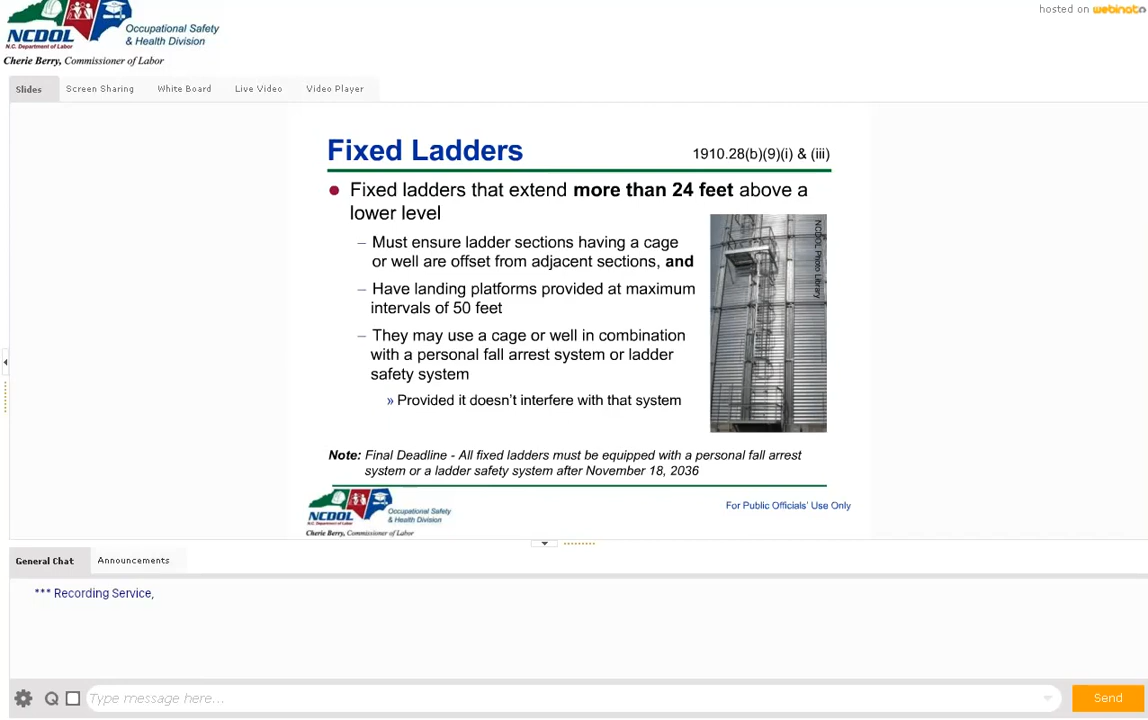 hosted on webinato
NCDOL
N.C. Department of Labor
Occupational Safety
& Health Division
Cherie Berry, Commissioner of Labor
Slides
Screen Sharing
White Board
Live Video
Video Player
Fixed Ladders
1910.28(b)(9)(i) & (iii)
• Fixed ladders that extend more than 24 feet above a
lower level
– Must ensure ladder sections having a cage
or well are offset from adjacent sections, and
– Have landing platforms provided at maximum
intervals of 50 feet
– They may use a cage or well in combination
with a personal fall arrest system or ladder
safety system
» Provided it doesn't interfere with that system
NCDOL Photo Library
Note: Final Deadline - All fixed ladders must be equipped with a personal fall arrest
system or a ladder safety system after November 18, 2036
NCDOL
N.C. Department of Labor
Occupational Safety
& Health Division
Cherie Berry, Commissioner of Labor
For Public Officials' Use Only
General Chat
Announcements
*** Recording Service,
Type message here...
Send